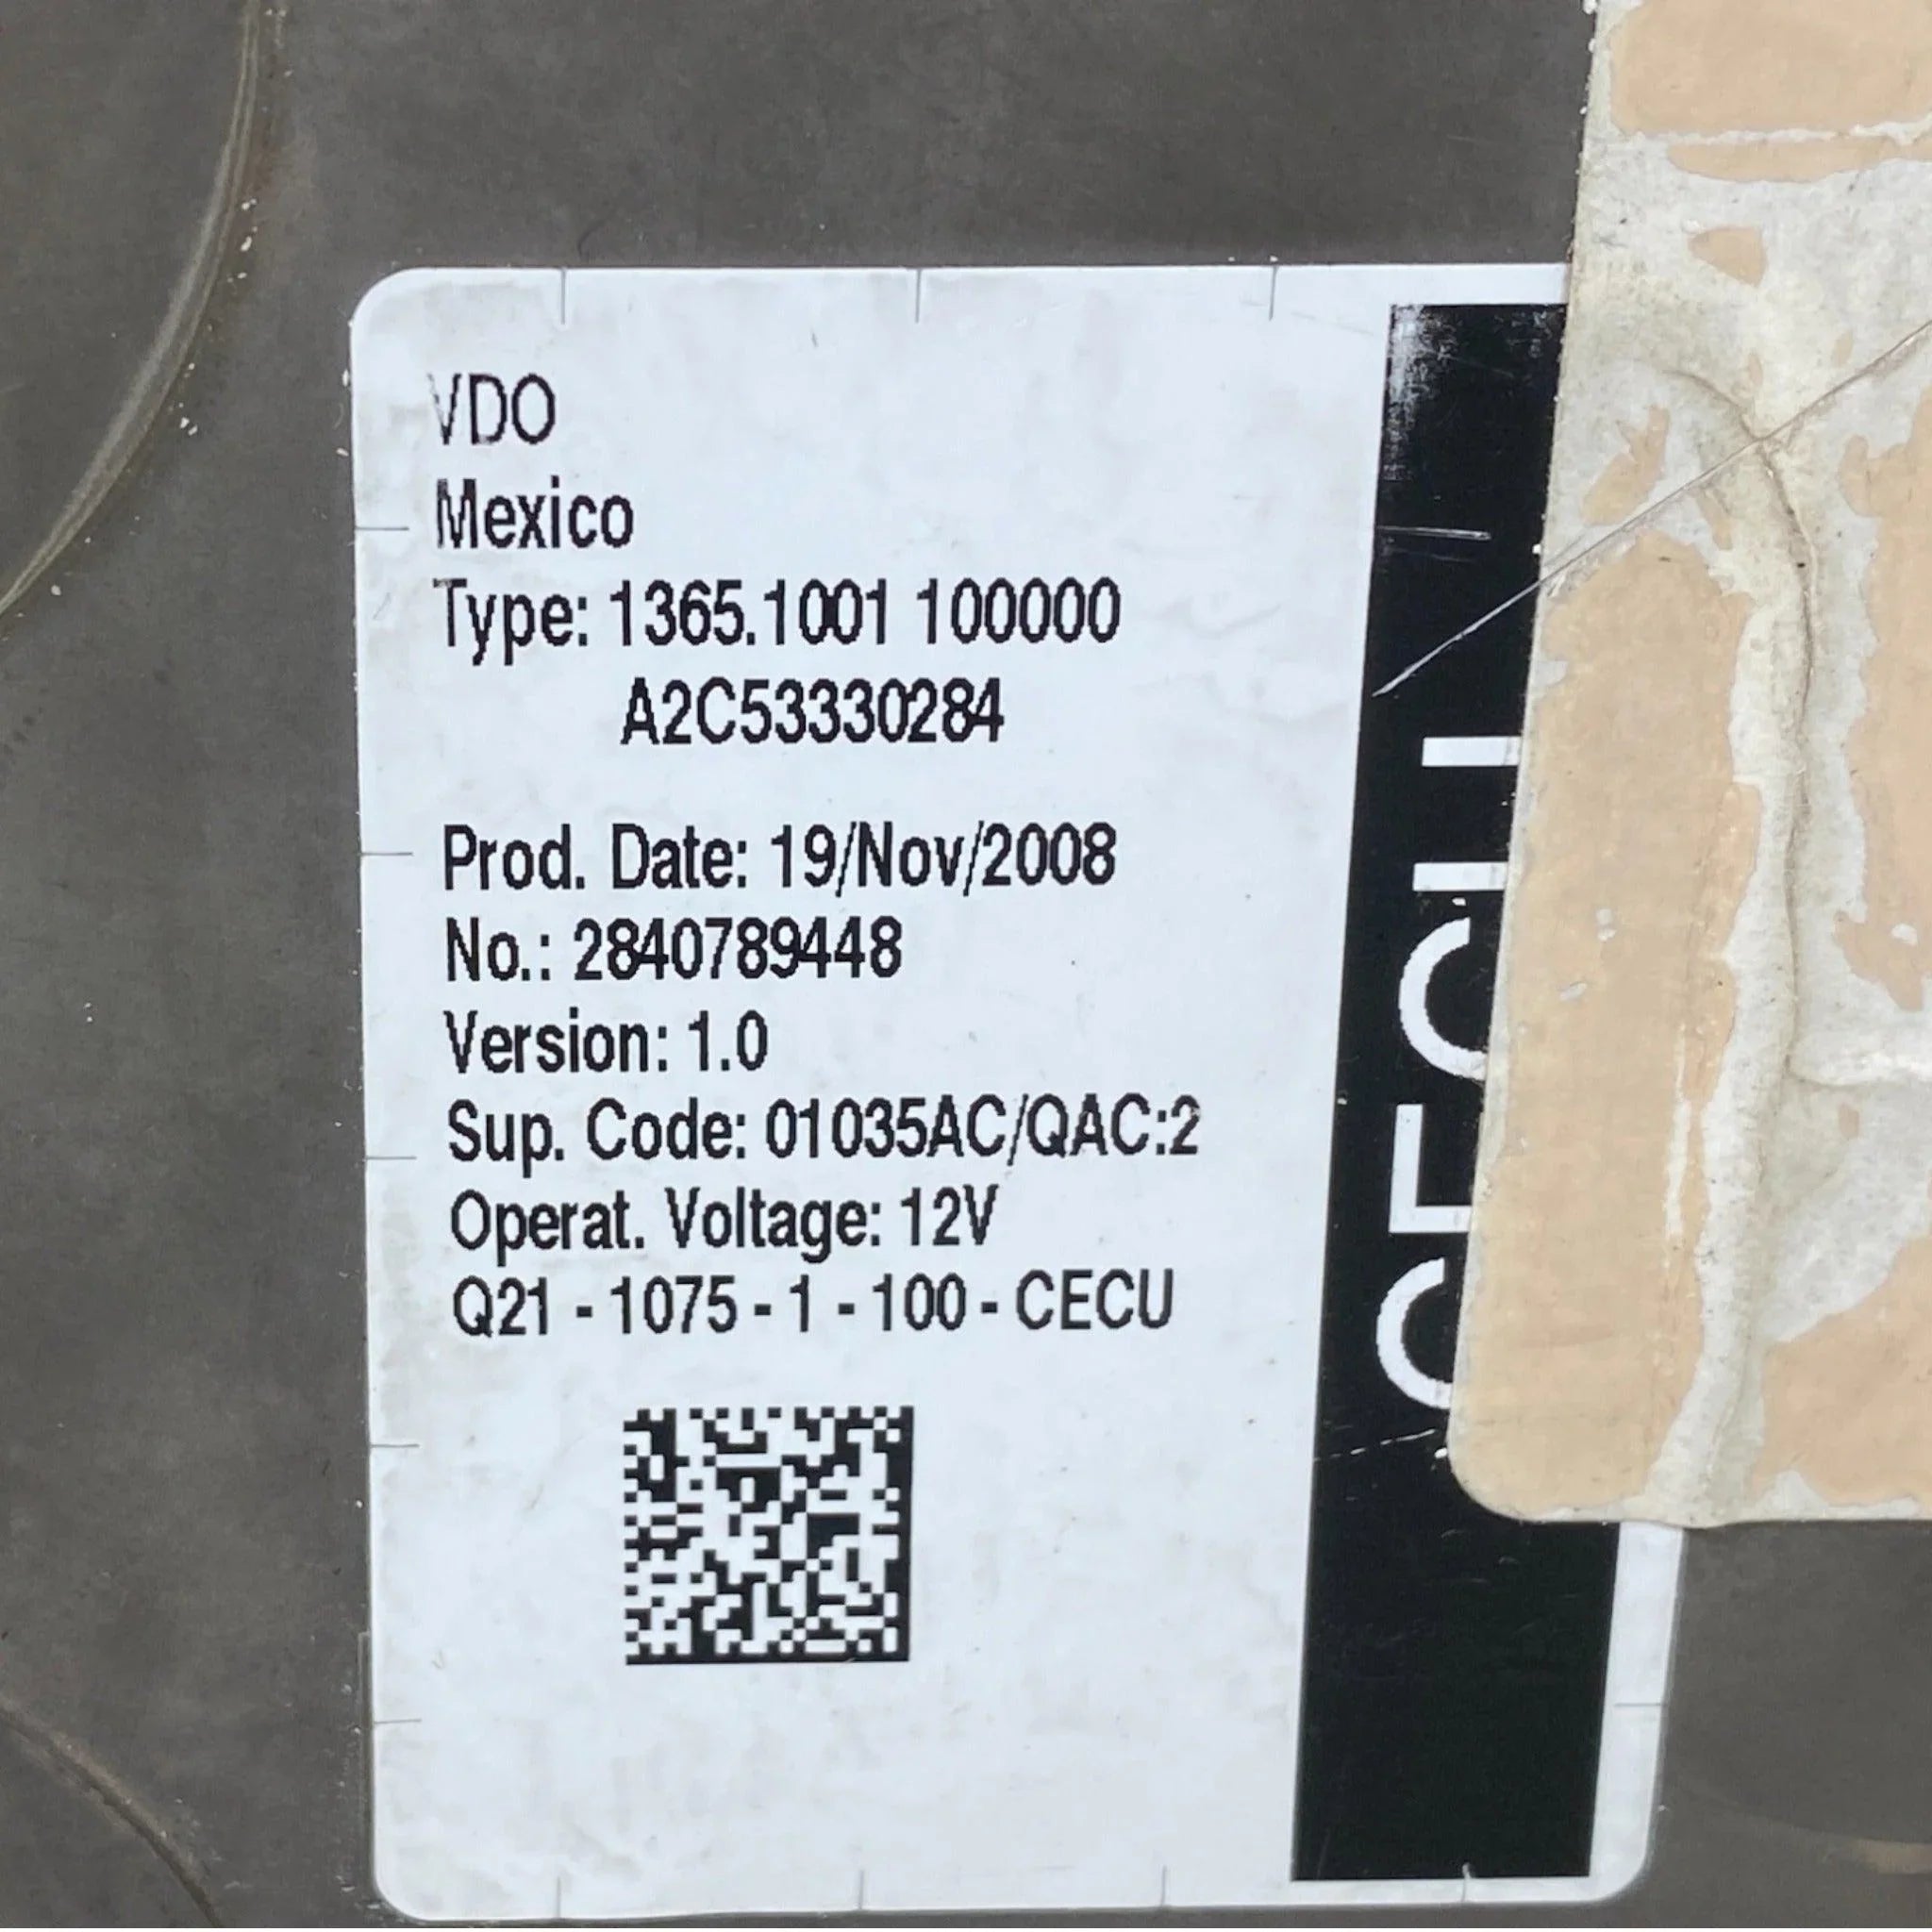 VDO
Mexico
Type: 1365.1001 100000
A2C53330284
Prod. Date: 19/Nov/2008
No.: 2840789448
Version: 1.0
Sup. Code: 01035AC/QAC:2
Operat. Voltage: 12V
Q21 - 1075 - 1 - 100 - CECU
CECU